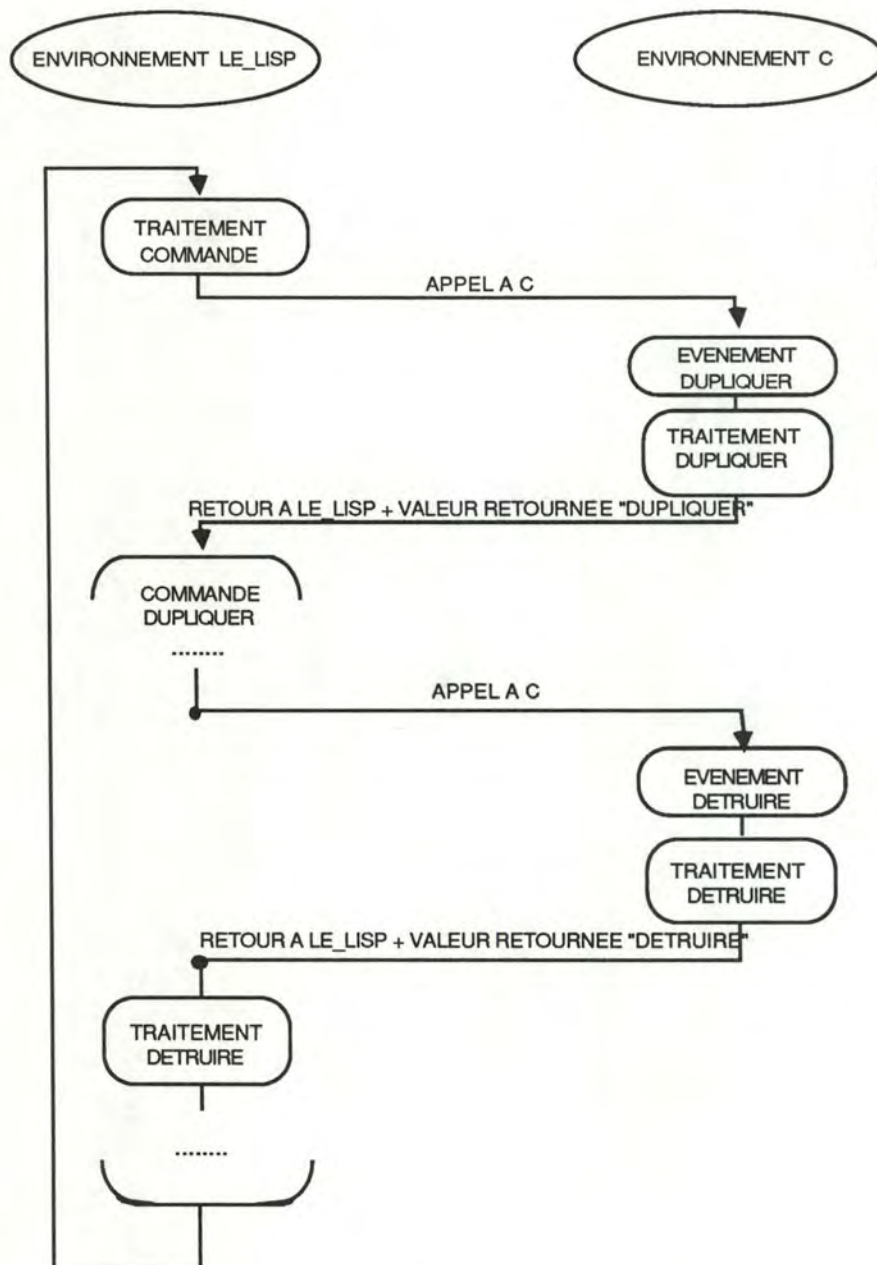 ENVIRONNEMENT LE_LISP
ENVIRONNEMENT C
TRAITEMENT
COMMANDE
APPEL A C
EVENEMENT
DUPLIQUER
TRAITEMENT
DUPLIQUER
RETOUR A LE_LISP + VALEUR RETOURNEE "DUPLIQUER"
COMMANDE
DUPLIQUER
........
APPEL A C
EVENEMENT
DETRUIRE
TRAITEMENT
DETRUIRE
RETOUR A LE_LISP + VALEUR RETOURNEE "DETRUIRE"
TRAITEMENT
DETRUIRE
........